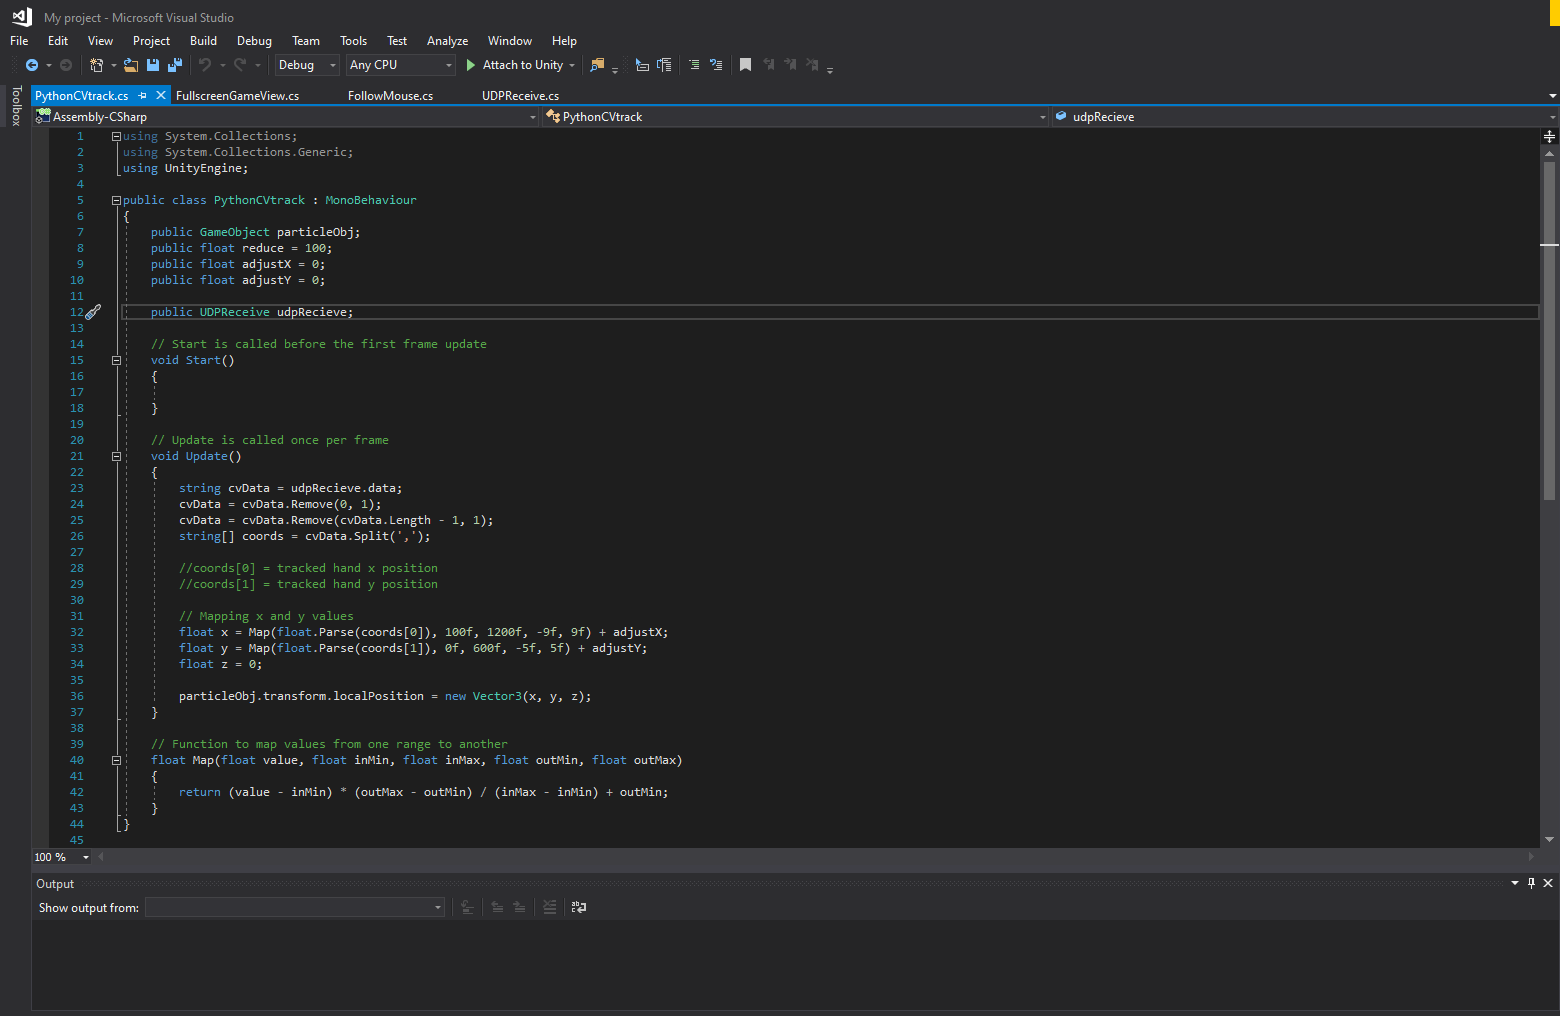 My project - Microsoft Visual Studio
File Edit View Project Build Debug Team Tools Test Analyze Window Help
Debug Any CPU Attach to Unity
Toolbox
PythonCVtrack.cs FullscreenGameView.cs FollowMouse.cs UDPReceive.cs
Assembly-CSharp PythonCVtrack udpRecieve
1 using System.Collections;
2 using System.Collections.Generic;
3 using UnityEngine;
4
5 public class PythonCVtrack : MonoBehaviour
6 {
7 public GameObject particleObj;
8 public float reduce = 100;
9 public float adjustX = 0;
10 public float adjustY = 0;
11
12 public UDPReceive udpRecieve;
13
14 // Start is called before the first frame update
15 void Start()
16 {
17
18 }
19
20 // Update is called once per frame
21 void Update()
22 {
23 string cvData = udpRecieve.data;
24 cvData = cvData.Remove(0, 1);
25 cvData = cvData.Remove(cvData.Length - 1, 1);
26 string[] coords = cvData.Split(',');
27
28 //coords[0] = tracked hand x position
29 //coords[1] = tracked hand y position
30
31 // Mapping x and y values
32 float x = Map(float.Parse(coords[0]), 100f, 1200f, -9f, 9f) + adjustX;
33 float y = Map(float.Parse(coords[1]), 0f, 600f, -5f, 5f) + adjustY;
34 float z = 0;
35
36 particleObj.transform.localPosition = new Vector3(x, y, z);
37 }
38
39 // Function to map values from one range to another
40 float Map(float value, float inMin, float inMax, float outMin, float outMax)
41 {
42 return (value - inMin) * (outMax - outMin) / (inMax - inMin) + outMin;
43 }
44 }
45
100 %
Output
Show output from: